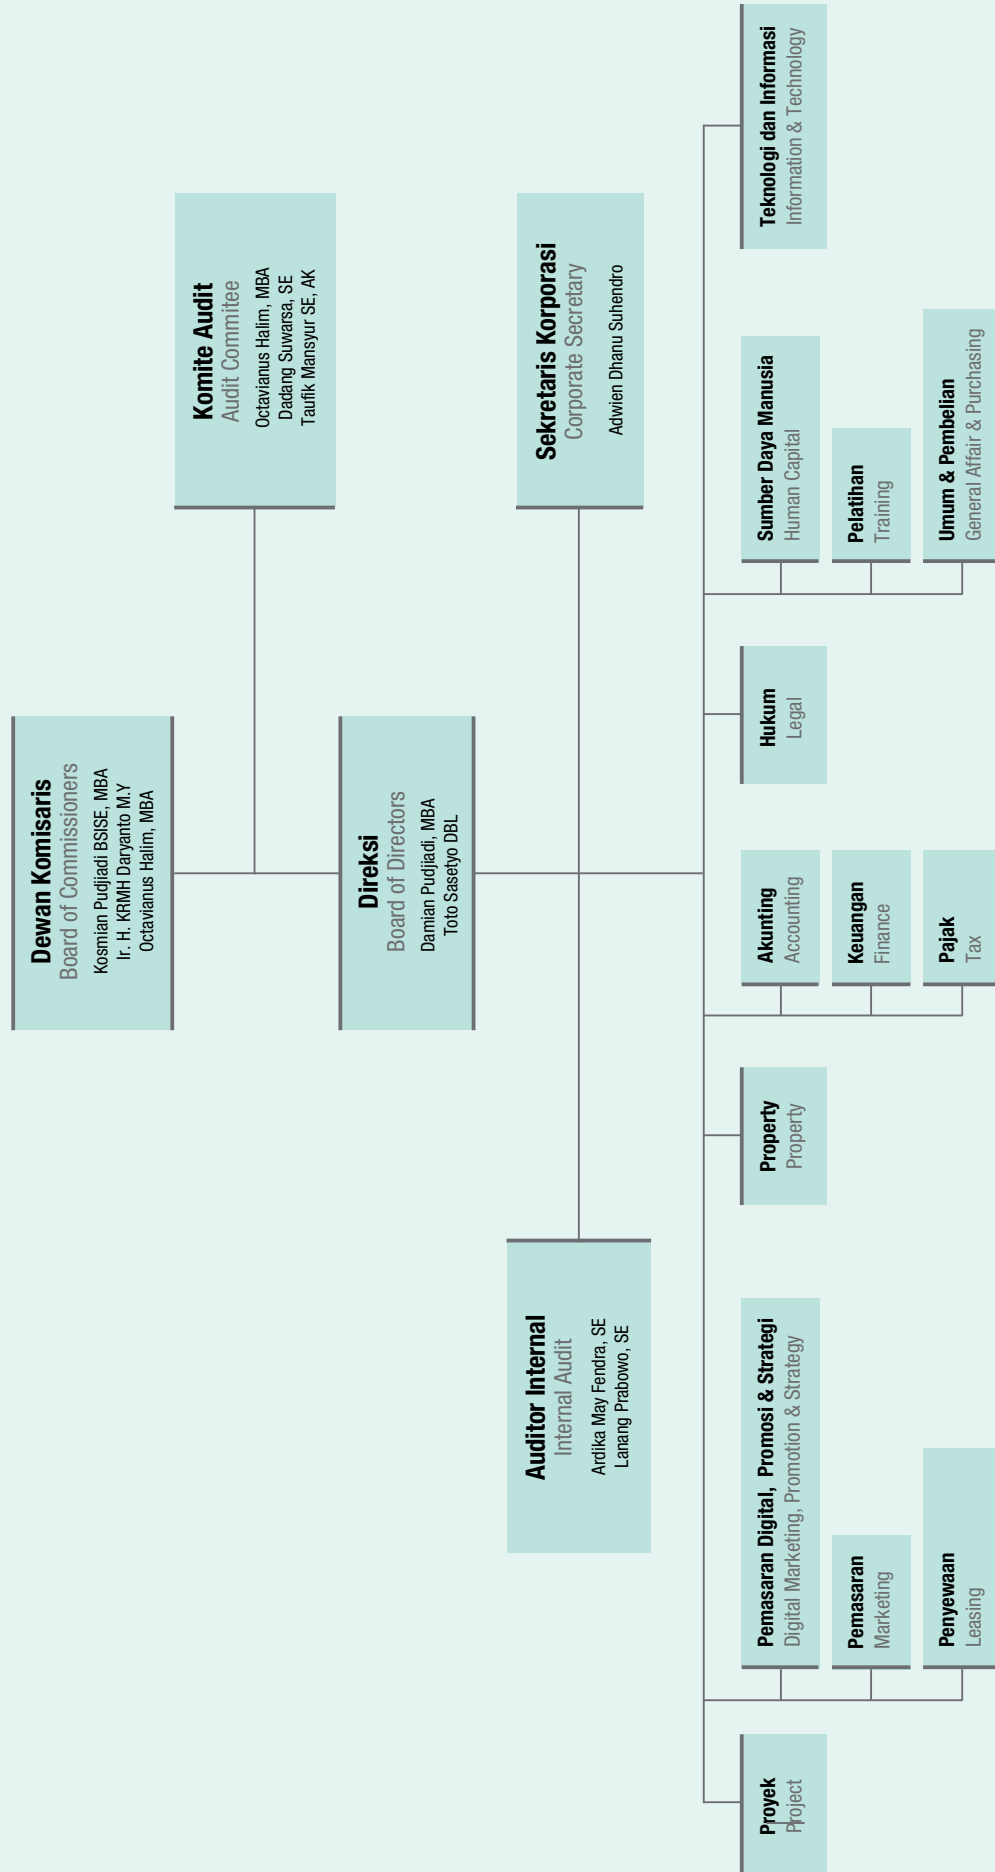 Dewan Komisaris
Board of Commissioners
Kosmian Pudjiadi BSISE, MBA
Ir. H. KRMH Daryanto M.Y
Octavianus Halim, MBA
Komite Audit
Audit Commitee
Octavianus Halim, MBA
Dadang Suwarsa, SE
Taufik Mansyur SE, AK
Direksi
Board of Directors
Damian Pudjiadi, MBA
Toto Sasetyo DBL
Auditor Internal
Internal Audit
Ardika May Fendra, SE
Lanang Prabowo, SE
Sekretaris Korporasi
Corporate Secretary
Adwien Dhanu Suhendro
Proyek
Project
Pemasaran Digital, Promosi & Strategi
Digital Marketing, Promotion & Strategy
Pemasaran
Marketing
Penyewaan
Leasing
Property
Property
Akunting
Accounting
Keuangan
Finance
Pajak
Tax
Hukum
Legal
Sumber Daya Manusia
Human Capital
Pelatihan
Training
Umum & Pembelian
General Affair & Purchasing
Teknologi dan Informasi
Information & Technology